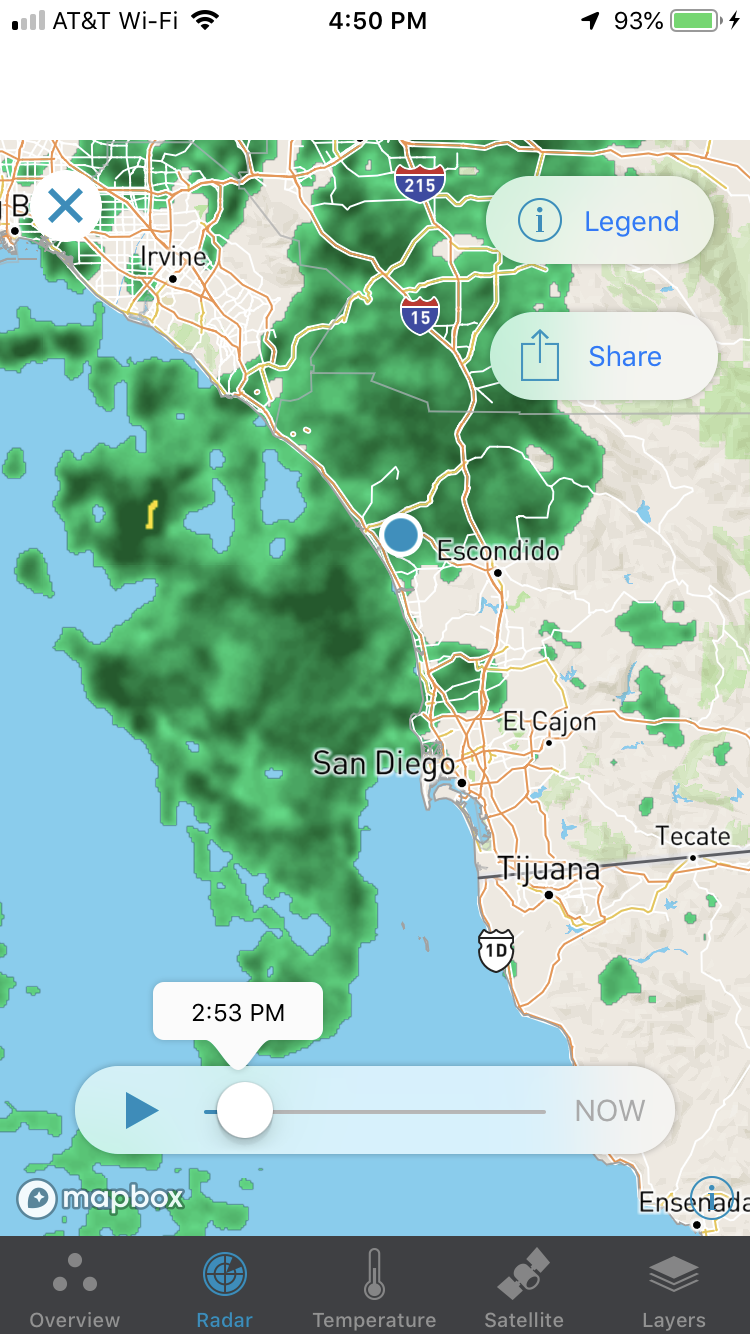 AT&T Wi-Fi 4:50 PM 93%
215
B
Legend
Irvine
15
Share
Escondido
El Cajon
San Diego
Tecate
Tijuana
1D
2:53 PM
NOW
mapbox
Ensenada
Overview Radar Temperature Satellite Layers